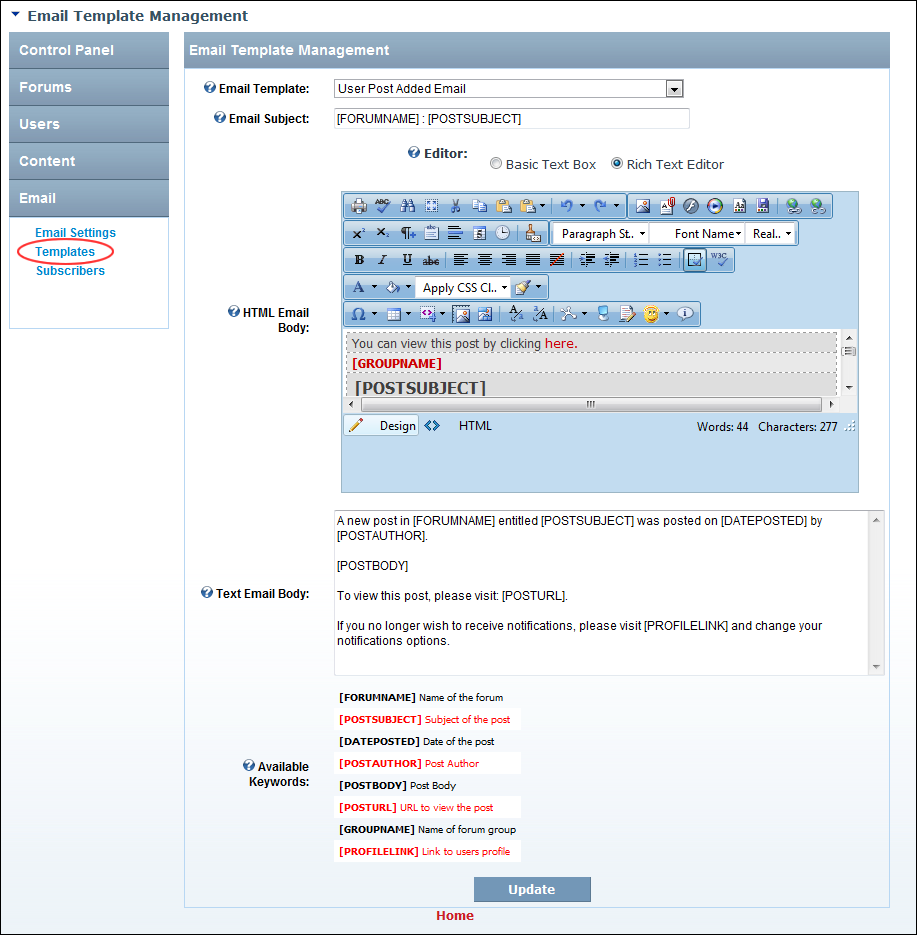 Email Template Management
Control Panel
Forums
Users
Content
Email
Email Settings
Templates
Subscribers
Email Template Management
Email Template: User Post Added Email
Email Subject: [FORUMNAME] : [POSTSUBJECT]
Editor: Basic Text Box Rich Text Editor
HTML Email Body:
ABC
Paragraph St.. Font Name Real..
B I U abc W3C
A Apply CSS Cl..
You can view this post by clicking here.
[GROUPNAME]
[POSTSUBJECT]
Design HTML Words: 44 Characters: 277
Text Email Body:
A new post in [FORUMNAME] entitled [POSTSUBJECT] was posted on [DATEPOSTED] by
[POSTAUTHOR].
[POSTBODY]
To view this post, please visit: [POSTURL].
If you no longer wish to receive notifications, please visit [PROFILELINK] and change your
notifications options.
Available Keywords:
[FORUMNAME] Name of the forum
[POSTSUBJECT] Subject of the post
[DATEPOSTED] Date of the post
[POSTAUTHOR] Post Author
[POSTBODY] Post Body
[POSTURL] URL to view the post
[GROUPNAME] Name of forum group
[PROFILELINK] Link to users profile
Update
Home